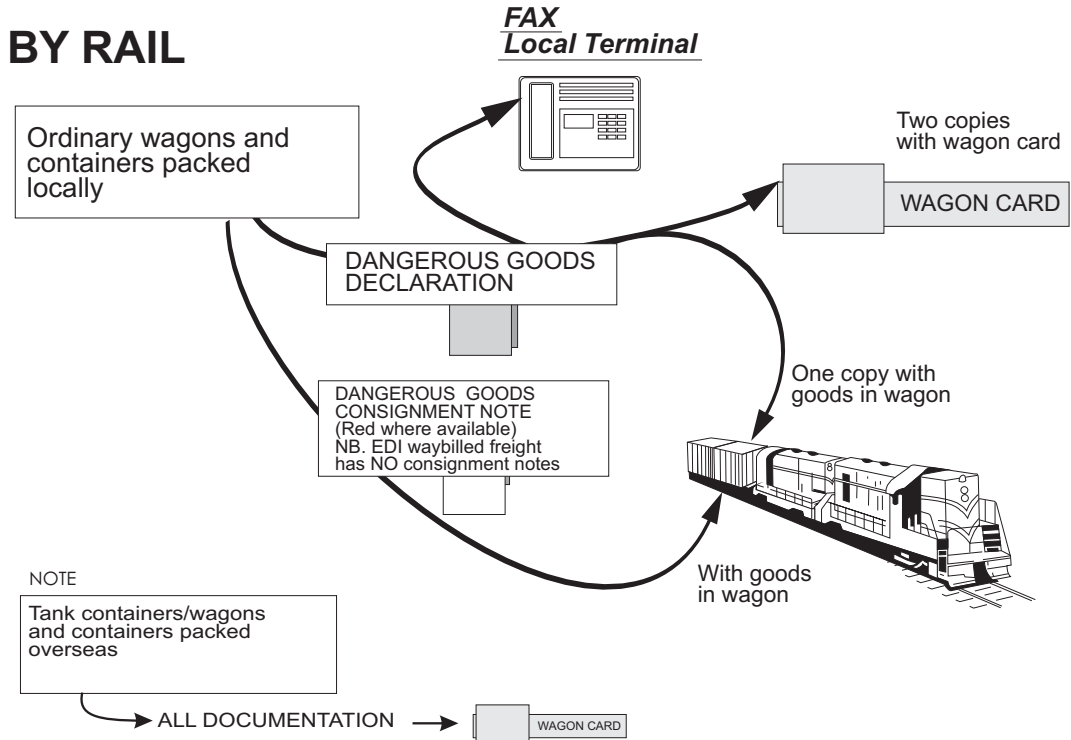 BY RAIL
FAX
Local Terminal
Ordinary wagons and
containers packed
locally
Two copies
with wagon card
WAGON CARD
DANGEROUS GOODS
DECLARATION
One copy with
goods in wagon
DANGEROUS GOODS
CONSIGNMENT NOTE
(Red where available)
NB. EDI waybilled freight
has NO consignment notes
With goods
in wagon
NOTE
Tank containers/wagons
and containers packed
overseas
ALL DOCUMENTATION
WAGON CARD